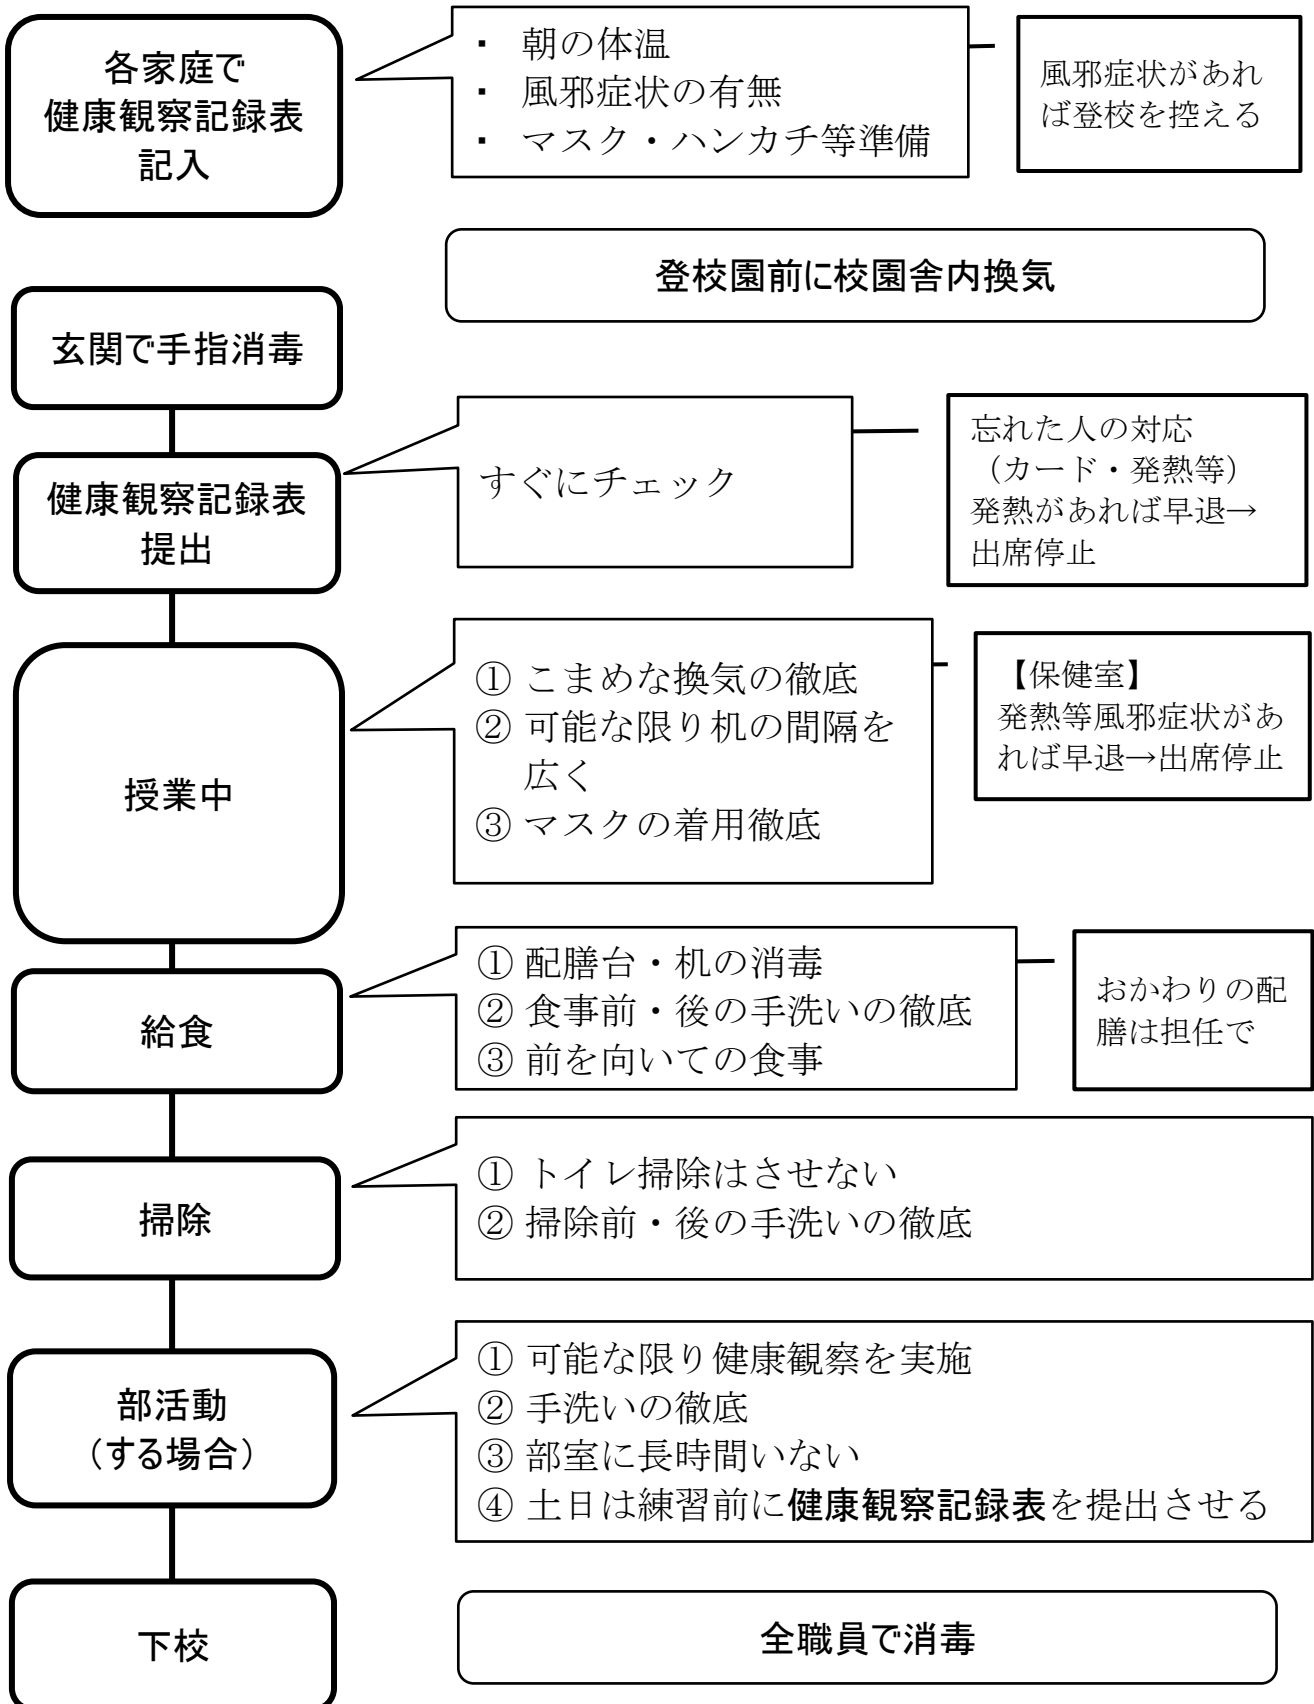 各家庭で
健康観察記録表
記入
・ 朝の体温
・ 風邪症状の有無
・ マスク・ハンカチ等準備
風邪症状があれ
ば登校を控える
登校園前に校園舎内換気
玄関で手指消毒
健康観察記録表
提出
すぐにチェック
忘れた人の対応
（カード・発熱等）
発熱があれば早退→
出席停止
授業中
① こまめな換気の徹底
② 可能な限り机の間隔を
広く
③ マスクの着用徹底
【保健室】
発熱等風邪症状があ
れば早退→出席停止
給食
① 配膳台・机の消毒
② 食事前・後の手洗いの徹底
③ 前を向いての食事
おかわりの配
膳は担任で
掃除
① トイレ掃除はさせない
② 掃除前・後の手洗いの徹底
部活動
（する場合）
① 可能な限り健康観察を実施
② 手洗いの徹底
③ 部室に長時間いない
④ 土日は練習前に健康観察記録表を提出させる
下校
全職員で消毒